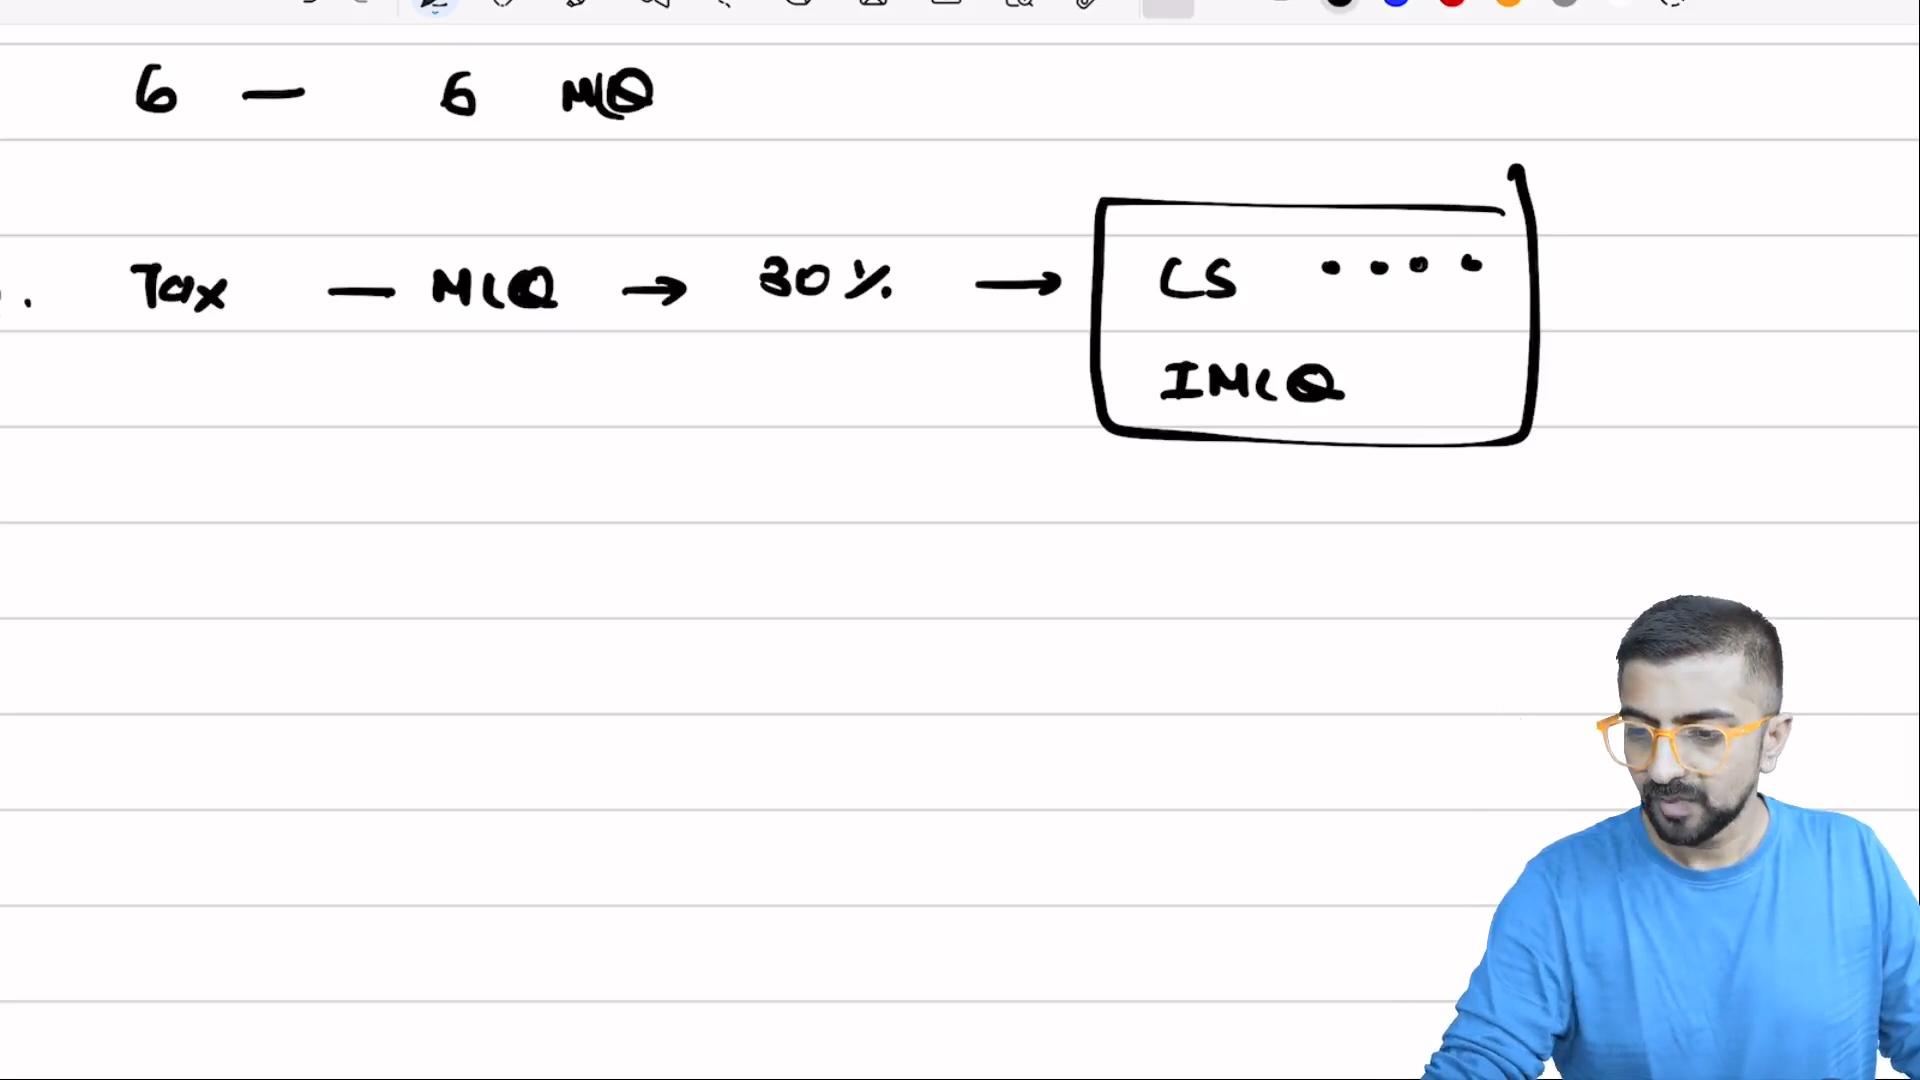 6 — 6 MCQ
. Tax — MCQ → 30% → CS ....
IMCQ